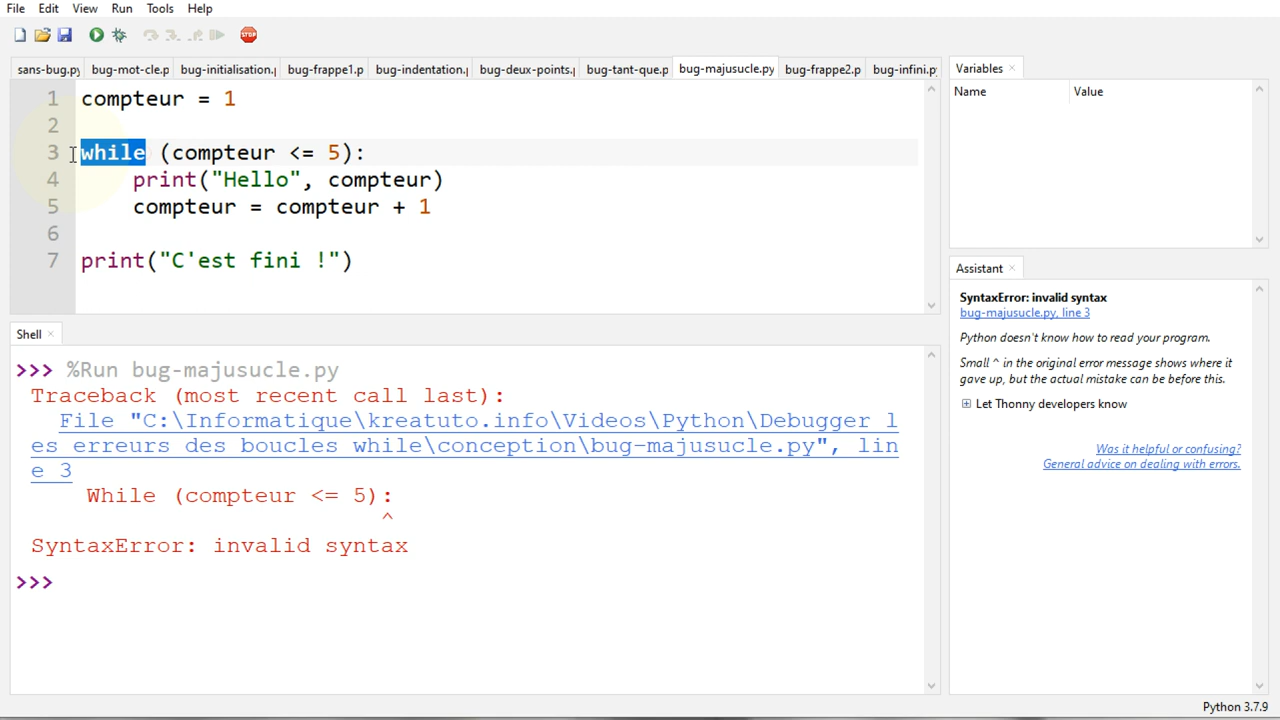 File Edit View Run Tools Help
STOP
sans-bug.py bug-mot-cle.p bug-initialisation. bug-frappe1.p bug-indentation. bug-deux-points. bug-tant-que.p bug-majusucle.py bug-frappe2.p bug-infini.p
1 compteur = 1
2
3 while (compteur <= 5):
4 print("Hello", compteur)
5 compteur = compteur + 1
6
7 print("C'est fini !")
Variables
Name Value
Shell
>>> %Run bug-majusucle.py
Traceback (most recent call last):
File "C:\Informatique\kreatuto.info\Videos\Python\Debugger l
es erreurs des boucles while\conception\bug-majusucle.py", lin
e 3
While (compteur <= 5):
^
SyntaxError: invalid syntax
>>>
Assistant
SyntaxError: invalid syntax
bug-majusucle.py, line 3
Python doesn't know how to read your program.
Small ^ in the original error message shows where it
gave up, but the actual mistake can be before this.
Let Thonny developers know
Was it helpful or confusing?
General advice on dealing with errors.
Python 3.7.9